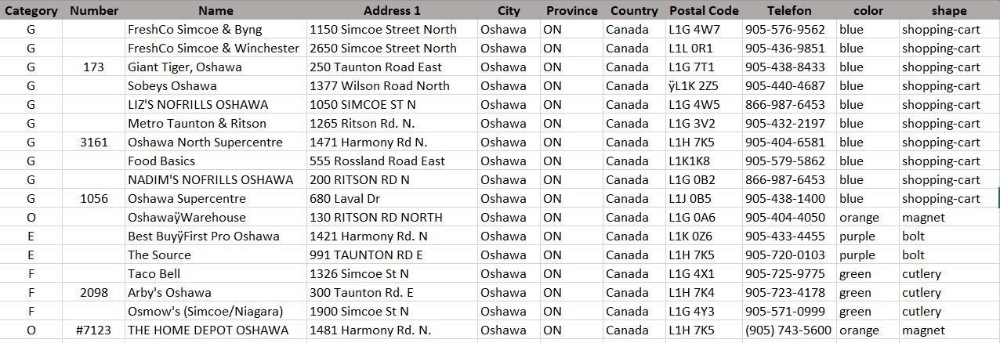 Category Number Name Address 1 City Province Country Postal Code Telefon color shape
G FreshCo Simcoe & Byng 1150 Simcoe Street North Oshawa ON Canada L1G 4W7 905-576-9562 blue shopping-cart
G FreshCo Simcoe & Winchester 2650 Simcoe Street North Oshawa ON Canada L1L 0R1 905-436-9851 blue shopping-cart
G 173 Giant Tiger, Oshawa 250 Taunton Road East Oshawa ON Canada L1G 7T1 905-438-8433 blue shopping-cart
G Sobeys Oshawa 1377 Wilson Road North Oshawa ON Canada ÿL1K 2Z5 905-440-4687 blue shopping-cart
G LIZ'S NOFRILLS OSHAWA 1050 SIMCOE ST N Oshawa ON Canada L1G 4W5 866-987-6453 blue shopping-cart
G Metro Taunton & Ritson 1265 Ritson Rd. N. Oshawa ON Canada L1G 3V2 905-432-2197 blue shopping-cart
G 3161 Oshawa North Supercentre 1471 Harmony Rd N. Oshawa ON Canada L1H 7K5 905-404-6581 blue shopping-cart
G Food Basics 555 Rossland Road East Oshawa ON Canada L1K1K8 905-579-5862 blue shopping-cart
G NADIM'S NOFRILLS OSHAWA 200 RITSON RD N Oshawa ON Canada L1G 0B2 866-987-6453 blue shopping-cart
G 1056 Oshawa Supercentre 680 Laval Dr Oshawa ON Canada L1J 0B5 905-438-1400 blue shopping-cart
O OshawaÿWarehouse 130 RITSON RD NORTH Oshawa ON Canada L1G 0A6 905-404-4050 orange magnet
E Best BuyÿFirst Pro Oshawa 1421 Harmony Rd. N Oshawa ON Canada L1K 0Z6 905-433-4455 purple bolt
E The Source 991 TAUNTON RD E Oshawa ON Canada L1H 7K5 905-720-0103 purple bolt
F Taco Bell 1326 Simcoe St N Oshawa ON Canada L1G 4X1 905-725-9775 green cutlery
F 2098 Arby's Oshawa 300 Taunton Rd. E Oshawa ON Canada L1H 7K4 905-723-4178 green cutlery
F Osmow's (Simcoe/Niagara) 1900 Simcoe St N Oshawa ON Canada L1G 4Y3 905-571-0999 green cutlery
O #7123 THE HOME DEPOT OSHAWA 1481 Harmony Rd. N. Oshawa ON Canada L1H 7K5 (905) 743-5600 orange magnet